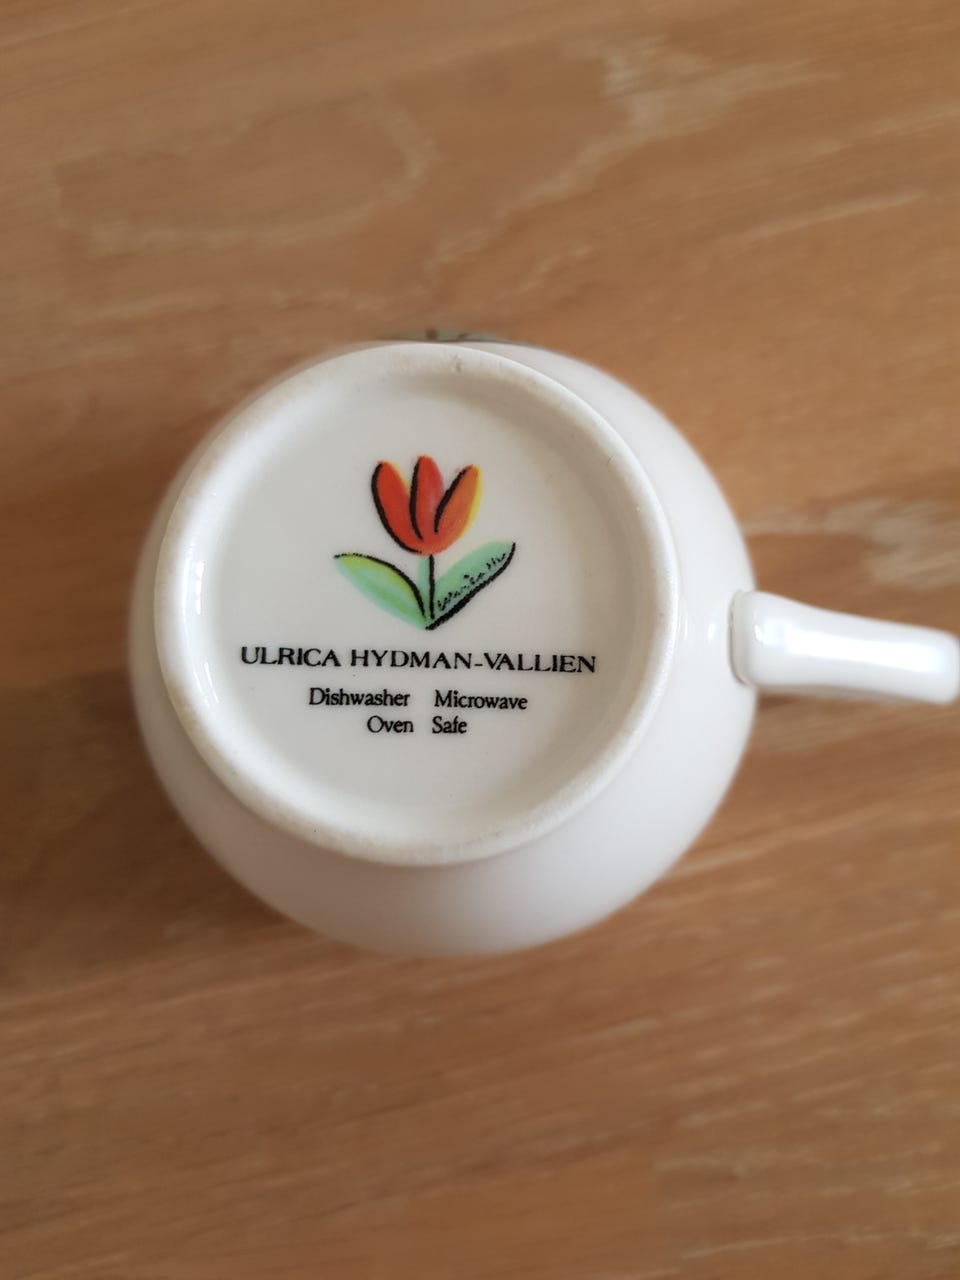 ULRICA HYDMAN-VALLIEN
Dishwasher Microwave
Oven Safe